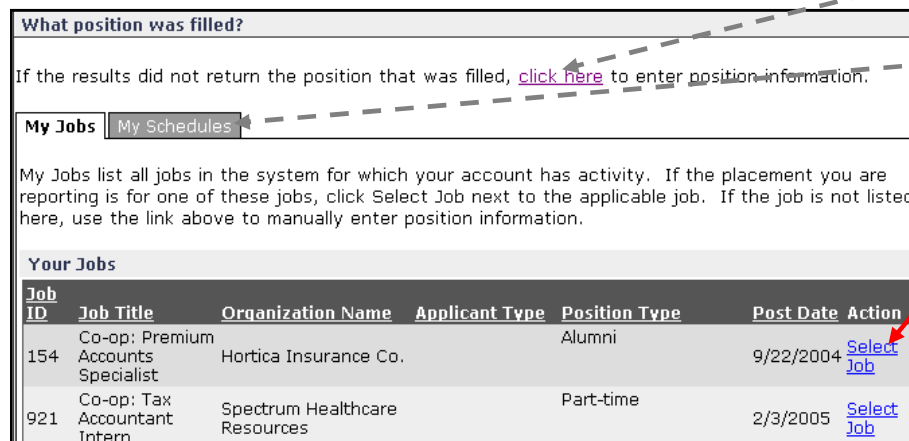 What position was filled?
If the results did not return the position that was filled, click here to enter position information.
My Jobs My Schedules
My Jobs list all jobs in the system for which your account has activity. If the placement you are
reporting is for one of these jobs, click Select Job next to the applicable job. If the job is not listed
here, use the link above to manually enter position information.
Your Jobs
Job ID Job Title Organization Name Applicant Type Position Type Post Date Action
154 Co-op: Premium Accounts Specialist Hortica Insurance Co. Alumni 9/22/2004 Select Job
921 Co-op: Tax Accountant Intern Spectrum Healthcare Resources Part-time 2/3/2005 Select Job